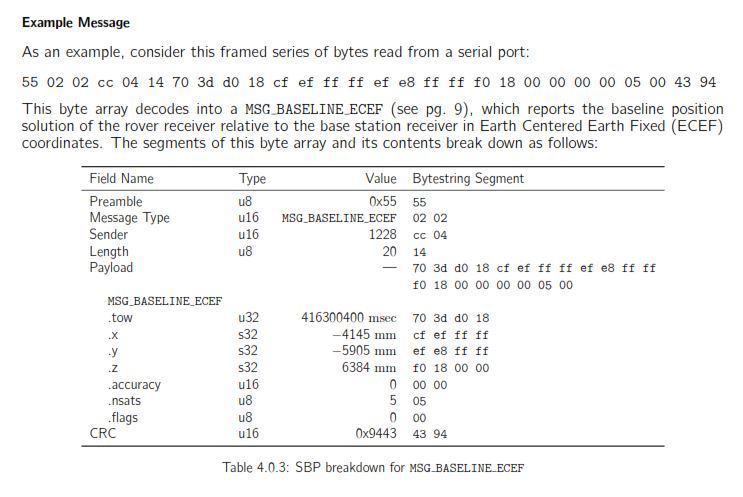 Example Message
As an example, consider this framed series of bytes read from a serial port:
55 02 02 cc 04 14 70 3d d0 18 cf ef ff ff ef e8 ff ff f0 18 00 00 00 00 05 00 43 94
This byte array decodes into a MSG_BASELINE_ECEF (see pg. 9), which reports the baseline position
solution of the rover receiver relative to the base station receiver in Earth Centered Earth Fixed (ECEF)
coordinates. The segments of this byte array and its contents break down as follows:
Field Name Type Value Bytestring Segment
Preamble u8 0x55 55
Message Type u16 MSG_BASELINE_ECEF 02 02
Sender u16 1228 cc 04
Length u8 20 14
Payload — 70 3d d0 18 cf ef ff ff ef e8 ff ff
f0 18 00 00 00 00 05 00
MSG_BASELINE_ECEF
.tow u32 416300400 msec 70 3d d0 18
.x s32 −4145 mm cf ef ff ff
.y s32 −5905 mm ef e8 ff ff
.z s32 6384 mm f0 18 00 00
.accuracy u16 0 00 00
.nsats u8 5 05
.flags u8 0 00
CRC u16 0x9443 43 94
Table 4.0.3: SBP breakdown for MSG_BASELINE_ECEF